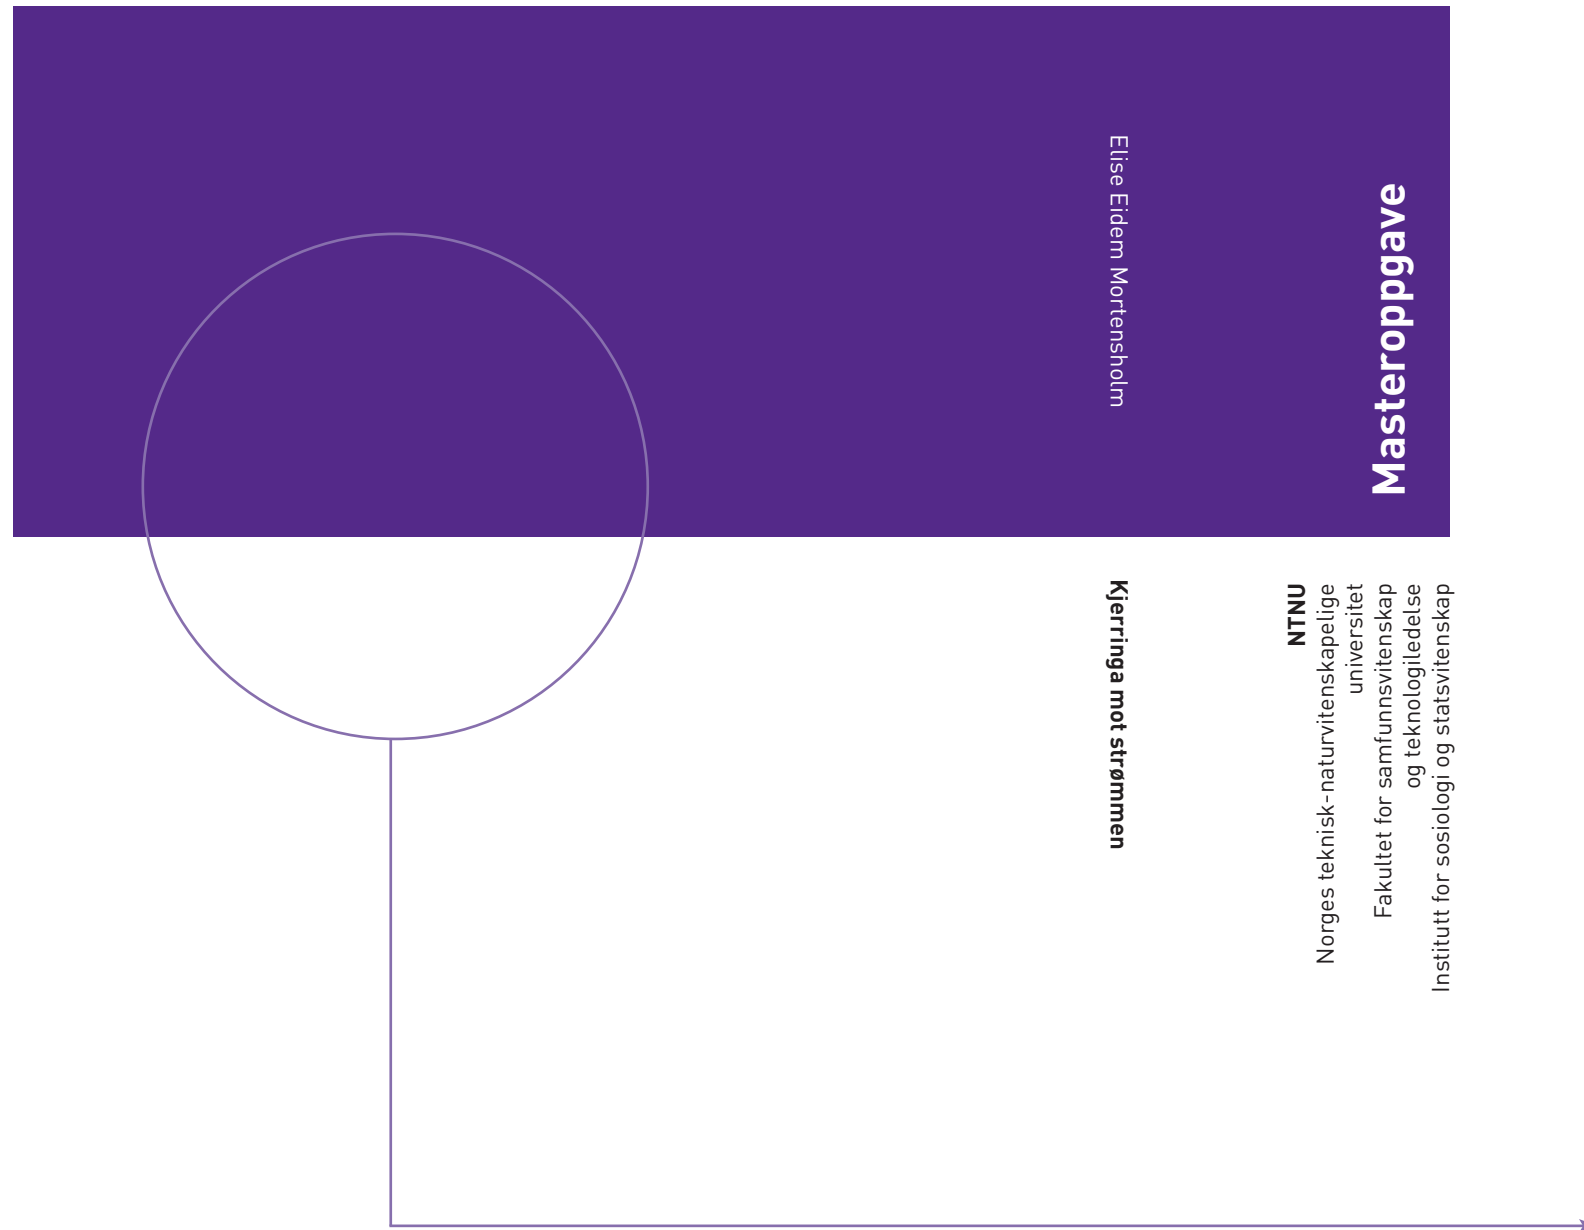 Elise Eidem Mortensholm
Masteroppgave
Kjerringa mot strømmen
NTNU
Norges teknisk-naturvitenskapelige
universitet
Fakultet for samfunnsvitenskap
og teknologiledelse
Institutt for sosiologi og statsvitenskap